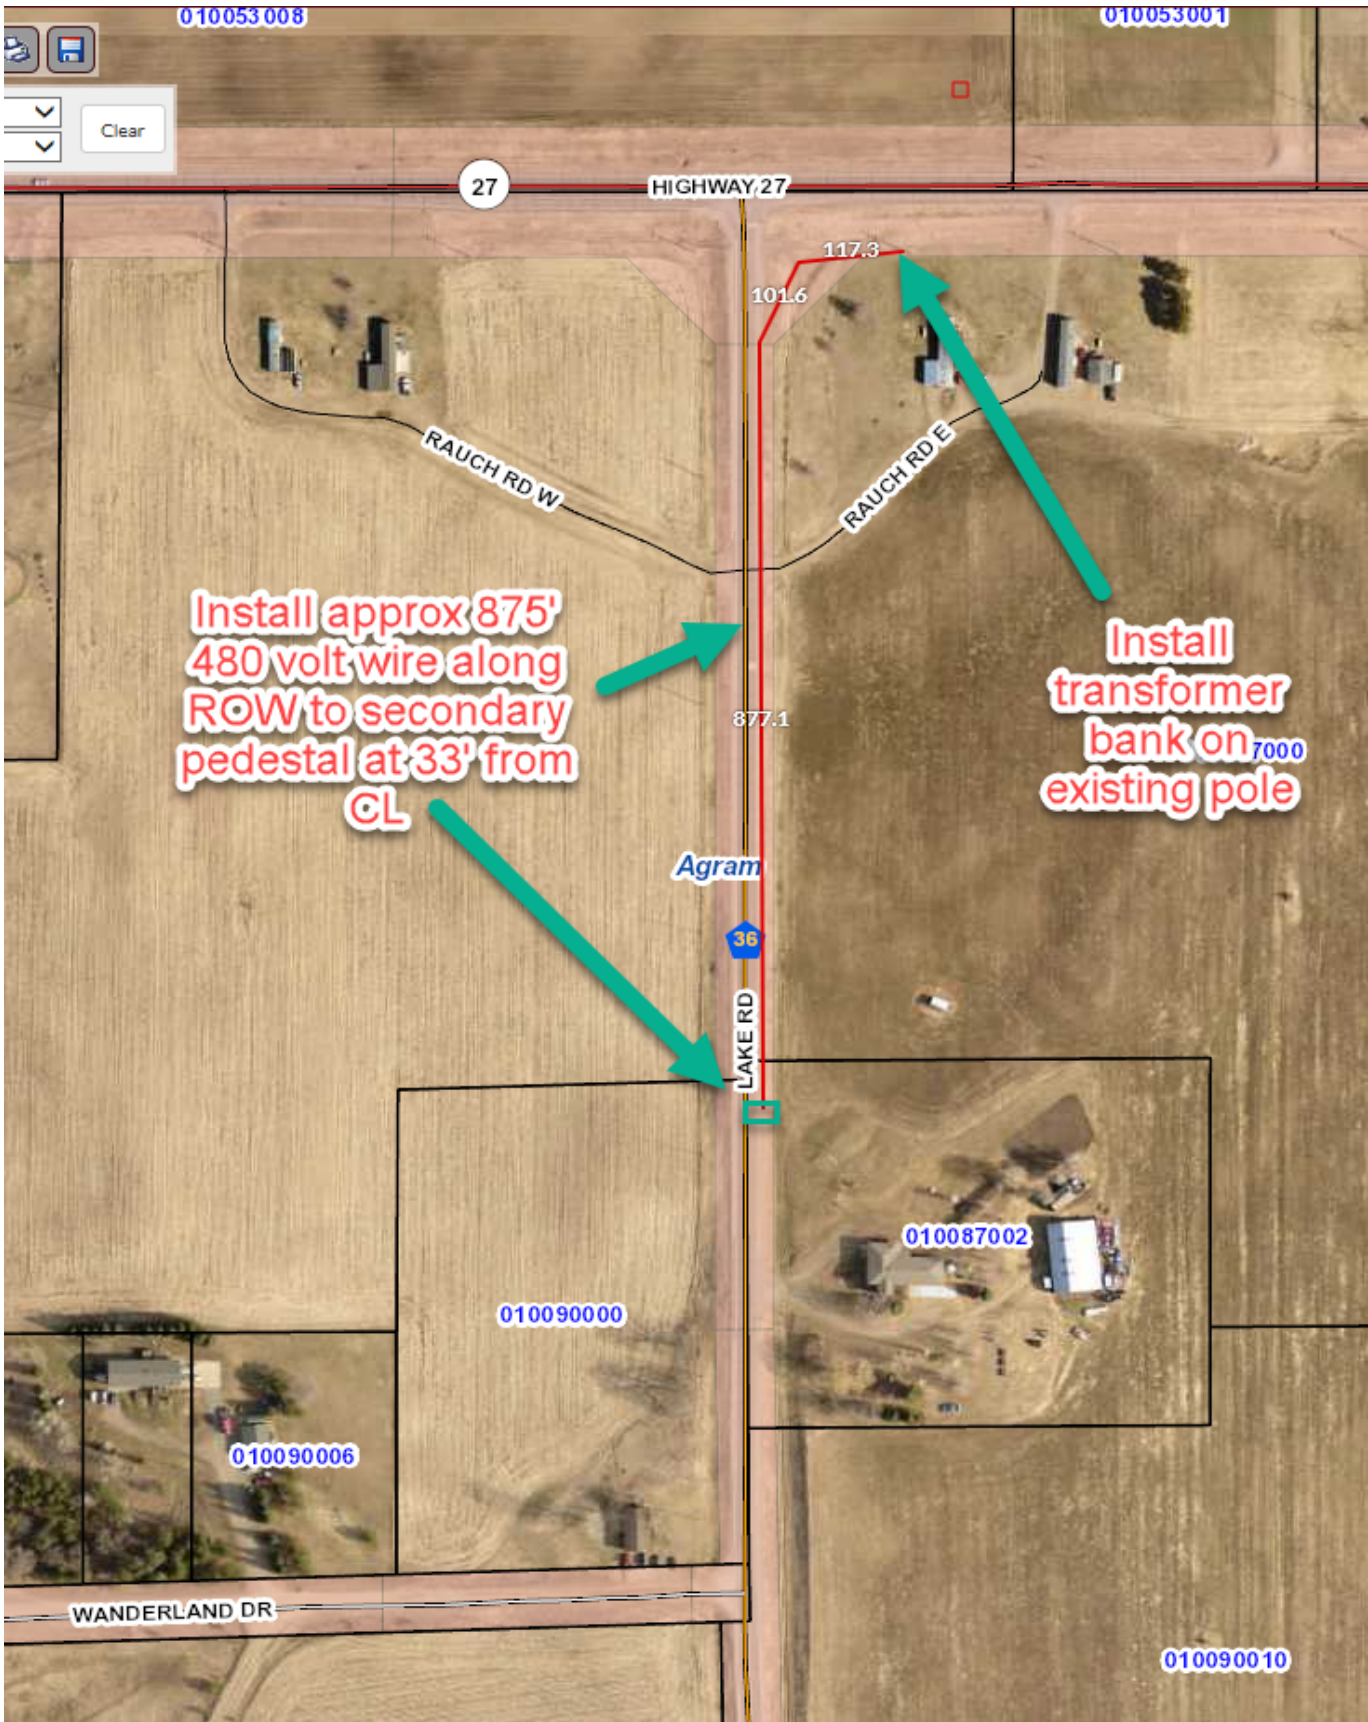 010053008
010053001
Clear
27
HIGHWAY 27
117.3
101.6
RAUCH RD W
RAUCH RD E
Install approx 875'
480 volt wire along
ROW to secondary
pedestal at 33' from
CL
Install
transformer
bank on
existing pole
7000
877.1
Agram
36
LAKE RD
010087002
010090000
010090006
WANDERLAND DR
010090010